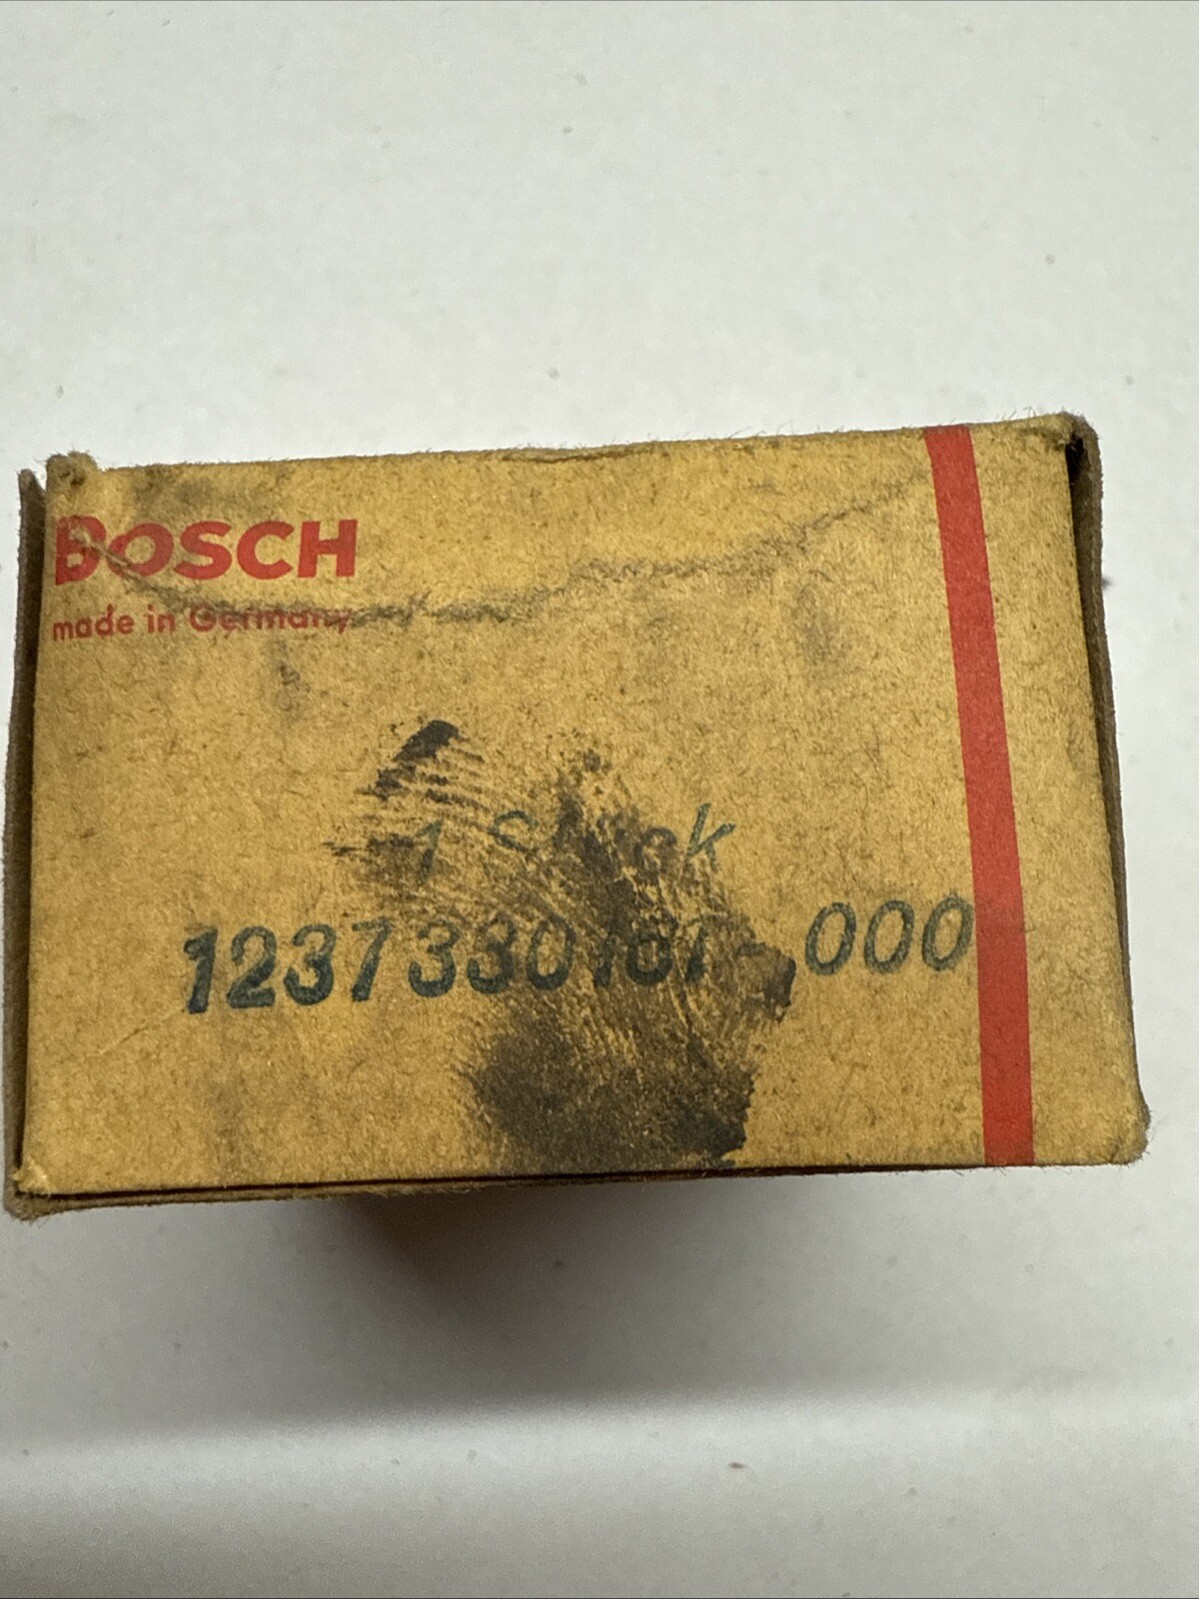 BOSCH
made in Germany
1 Stück
1237330 - 000